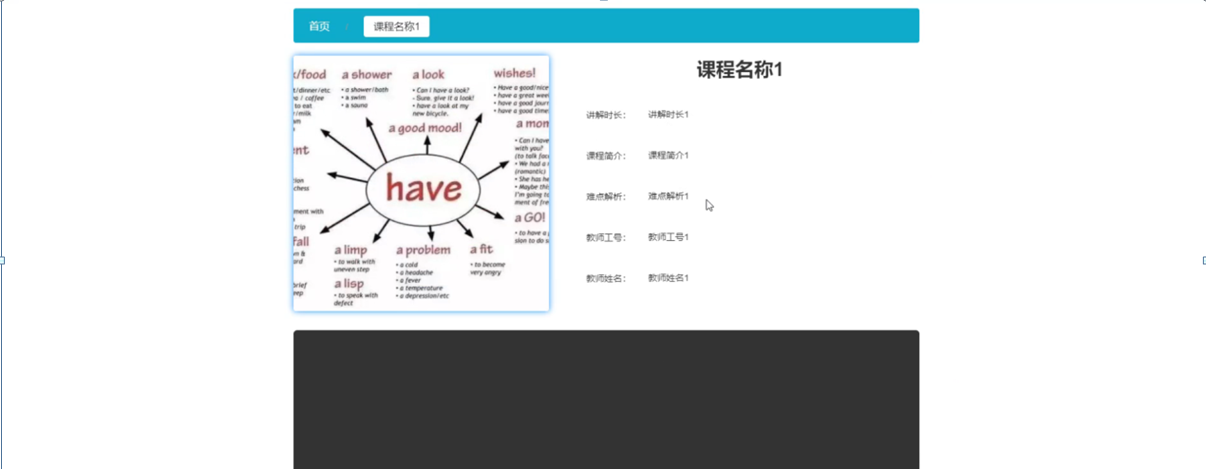 首页
课程名称1
课程名称1
讲解时长： 讲解时长1
课程简介： 课程简介1
难点解析： 难点解析1
教师工号： 教师工号1
教师姓名： 教师姓名1
/food
t/dinner/etc
/ coffee
to eat
/milk
a shower
• a shower/bath
• a swim
• a sauna
a look
• Can I have a look?
- Sure, give it a look!
• have a look at my
new bicycle.
wishes!
• Have a good/nice
• have a great
• have a good
• have a good time
a good mood!
a mom
• Can I have
with you?
(to talk
• We had a
(romantic)
• She has
• Maybe
I'm going to
ment of
have
chess
ment with
trip
fall
a GO!
• to have a
sion to do
a limp
• to walk with
uneven step
a lisp
• to speak with
defect
a problem
• a cold
• a headache
• a fever
• a temperature
• a depression/etc
a fit
• to become
very angry